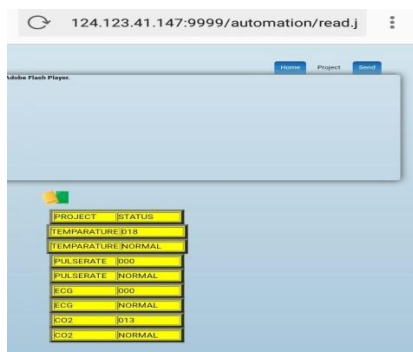 124.123.41.147:9999/automation/read.j
Home Project Send
Adobe Flash Player.
PROJECT STATUS
TEMPARATURE 018
TEMPARATURE NORMAL
PULSERATE 000
PULSERATE NORMAL
ECG 000
ECG NORMAL
CO2 013
CO2 NORMAL